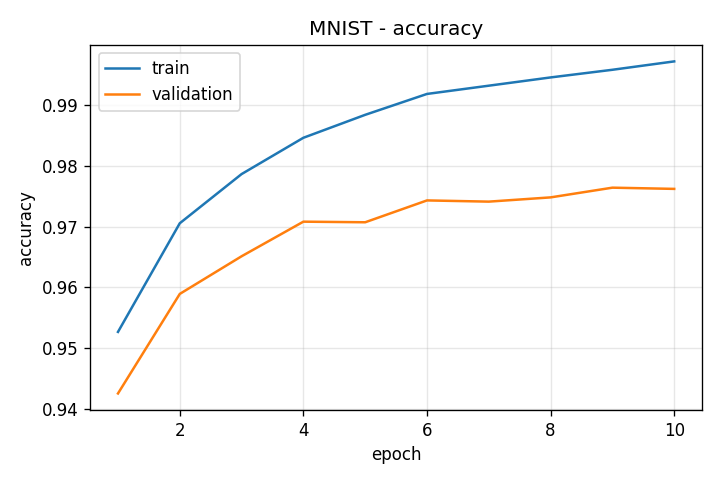 MNIST - accuracy
train
validation
0.99
0.98
0.97
0.96
0.95
0.94
accuracy
2 4 6 8 10
epoch